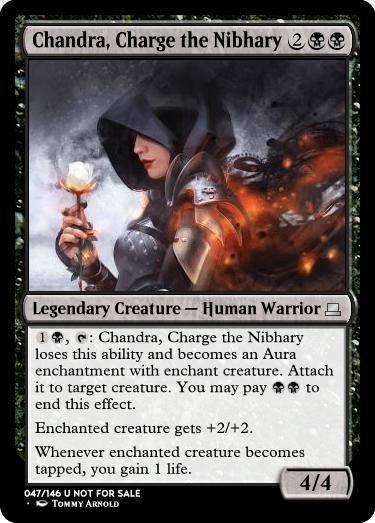 Chandra, Charge the Nibhary 2
Legendary Creature — Human Warrior
1, : Chandra, Charge the Nibhary
loses this ability and becomes an Aura
enchantment with enchant creature. Attach
it to target creature. You may pay to
end this effect.
Enchanted creature gets +2/+2.
Whenever enchanted creature becomes
tapped, you gain 1 life.
4/4
047/146 U NOT FOR SALE
· TOMMY ARNOLD